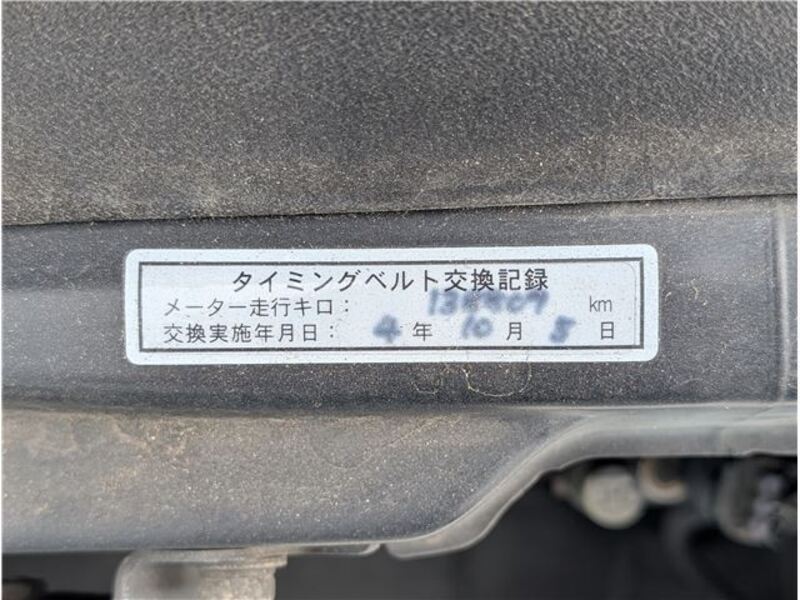 タイミングベルト交換記録
メーター走行キロ: km
交換実施年月日: 4 年 10 月 5 日